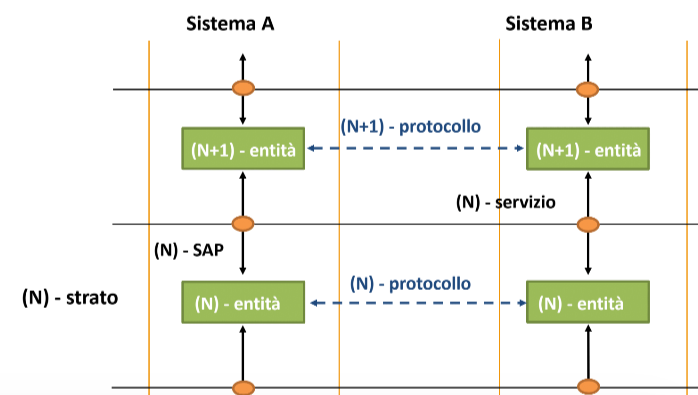 Sistema A
Sistema B
(N+1) - protocollo
(N+1) - entità
(N+1) - entità
(N) - servizio
(N) - SAP
(N) - protocollo
(N) - strato
(N) - entità
(N) - entità